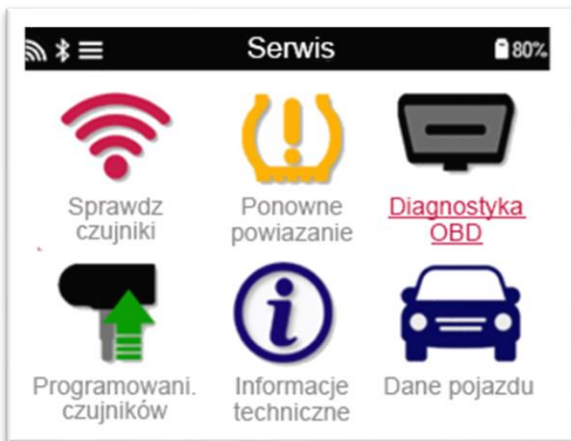 Serwis
80%
Sprawdz
czujniki
Ponowne
powiazanie
Diagnostyka
OBD
Programowani.
czujników
Informacje
techniczne
Dane pojazdu